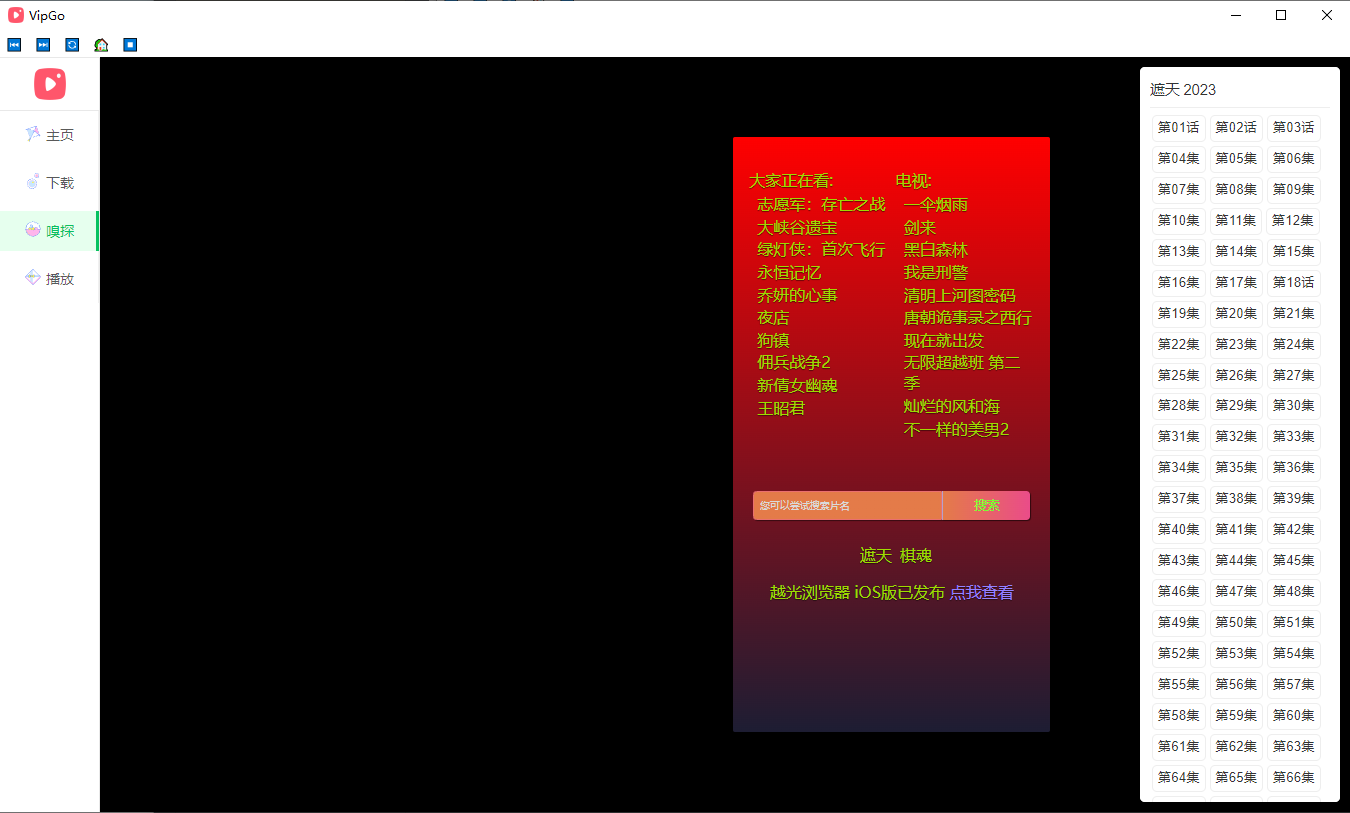 VipGo
主页
下载
嗅探
播放
大家正在看:
志愿军：存亡之战
大峡谷遗宝
绿灯侠：首次飞行
永恒记忆
乔妍的心事
夜店
狗镇
佣兵战争2
新倩女幽魂
王昭君
电视:
一伞烟雨
剑来
黑白森林
我是刑警
清明上河图密码
唐朝诡事录之西行
现在就出发
无限超越班 第二
季
灿烂的风和海
不一样的美男2
您可以尝试搜索片名
搜索
遮天 棋魂
越光浏览器 iOS版已发布 点我查看
遮天 2023
第01话 第02话 第03话
第04集 第05集 第06集
第07集 第08集 第09集
第10集 第11集 第12集
第13集 第14集 第15集
第16集 第17集 第18话
第19集 第20集 第21集
第22集 第23集 第24集
第25集 第26集 第27集
第28集 第29集 第30集
第31集 第32集 第33集
第34集 第35集 第36集
第37集 第38集 第39集
第40集 第41集 第42集
第43集 第44集 第45集
第46集 第47集 第48集
第49集 第50集 第51集
第52集 第53集 第54集
第55集 第56集 第57集
第58集 第59集 第60集
第61集 第62集 第63集
第64集 第65集 第66集